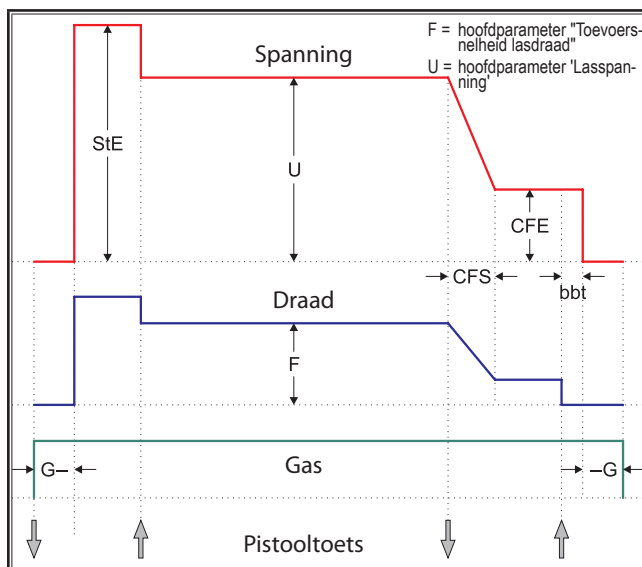 F = hoofdparameter "Toevoers-
nelheid lasdraad"
U = hoofdparameter 'Lasspan-
ning'
Spanning
StE
U
CFE
CFS
bbt
Draad
F
G–
Gas
–G
Pistooltoets